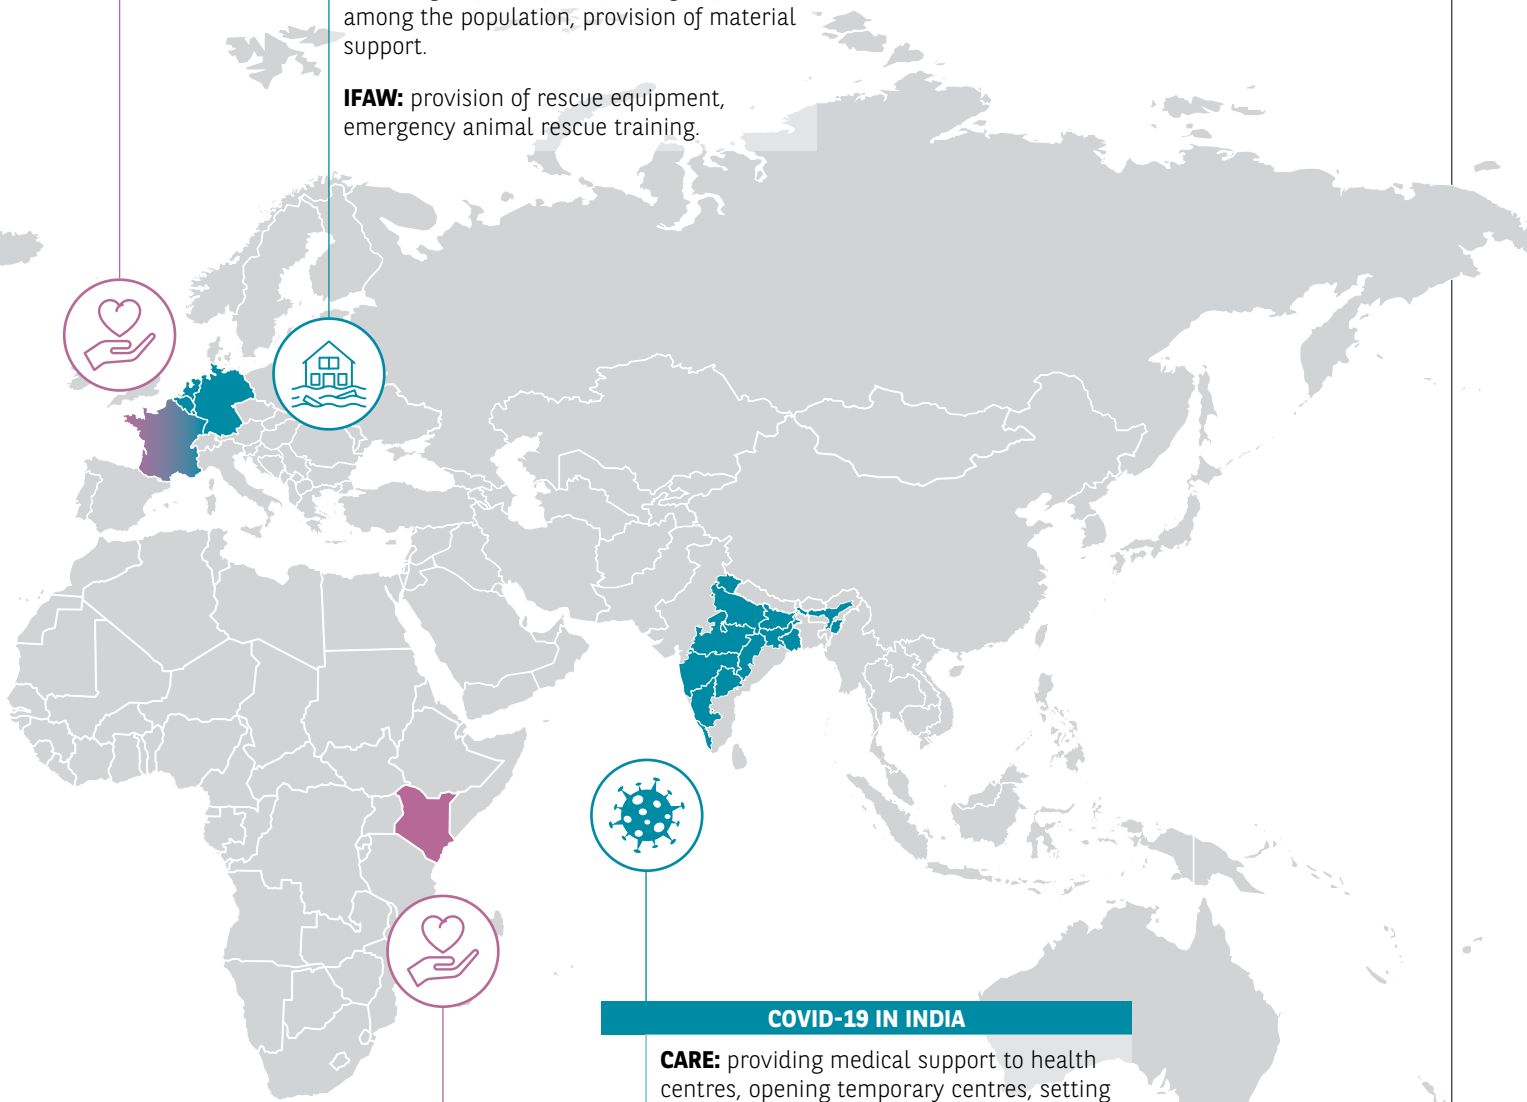 among the population, provision of material
support.
IFAW: provision of rescue equipment,
emergency animal rescue training.
COVID-19 IN INDIA
CARE: providing medical support to health
centres, opening temporary centres, setting